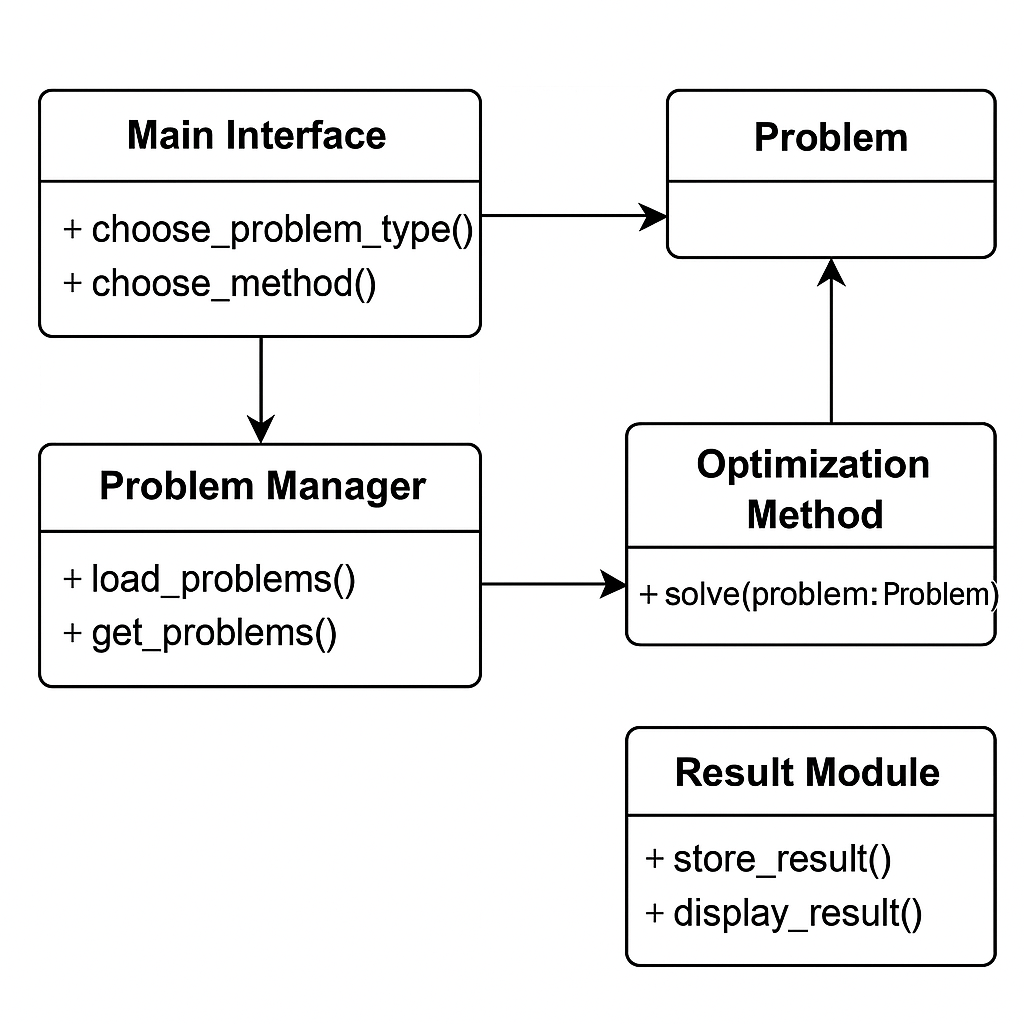 Main Interface
+ choose_problem_type()
+ choose_method()
Problem
Problem Manager
+ load_problems()
+ get_problems()
Optimization
Method
+ solve(problem: Problem)
Result Module
+ store_result()
+ display_result()